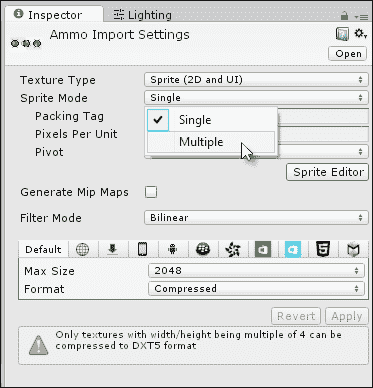 Inspector Lighting
Ammo Import Settings
Open
Texture Type Sprite (2D and UI)
Sprite Mode Single
Packing Tag Single
Pixels Per Unit Multiple
Pivot
Sprite Editor
Generate Mip Maps
Filter Mode Bilinear
Default
Max Size 2048
Format Compressed
Revert Apply
Only textures with width/height being multiple of 4 can be
compressed to DXT5 format